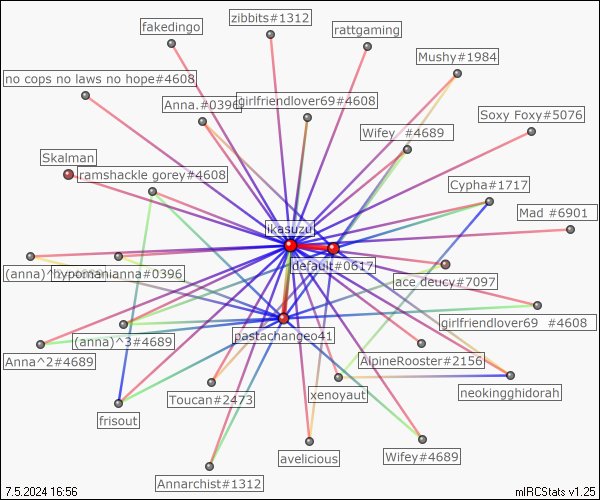 zibbits#1312
fakedingo
rattgaming
Mushy#1984
no cops no laws no hope#4608
Anna.#0396
girlfriendlover69#4608
Soxy Foxy#5076
Wifey_#4689
Skalman
ramshackle gorey#4608
Cypha#1717
Mad #6901
ikasuzu
default#0617
(anna)^
hyptomanianna#0396
ace deucy#7097
girlfriendlover69 #4608
pastachangeo41
(anna)^3#4689
Anna^2#4689
AlpineRooster#2156
neokingghidorah
xenoyaut
Toucan#2473
frisout
avelicious
Wifey#4689
Annarchist#1312
7.5.2024 16:56
mIRCStats v1.25